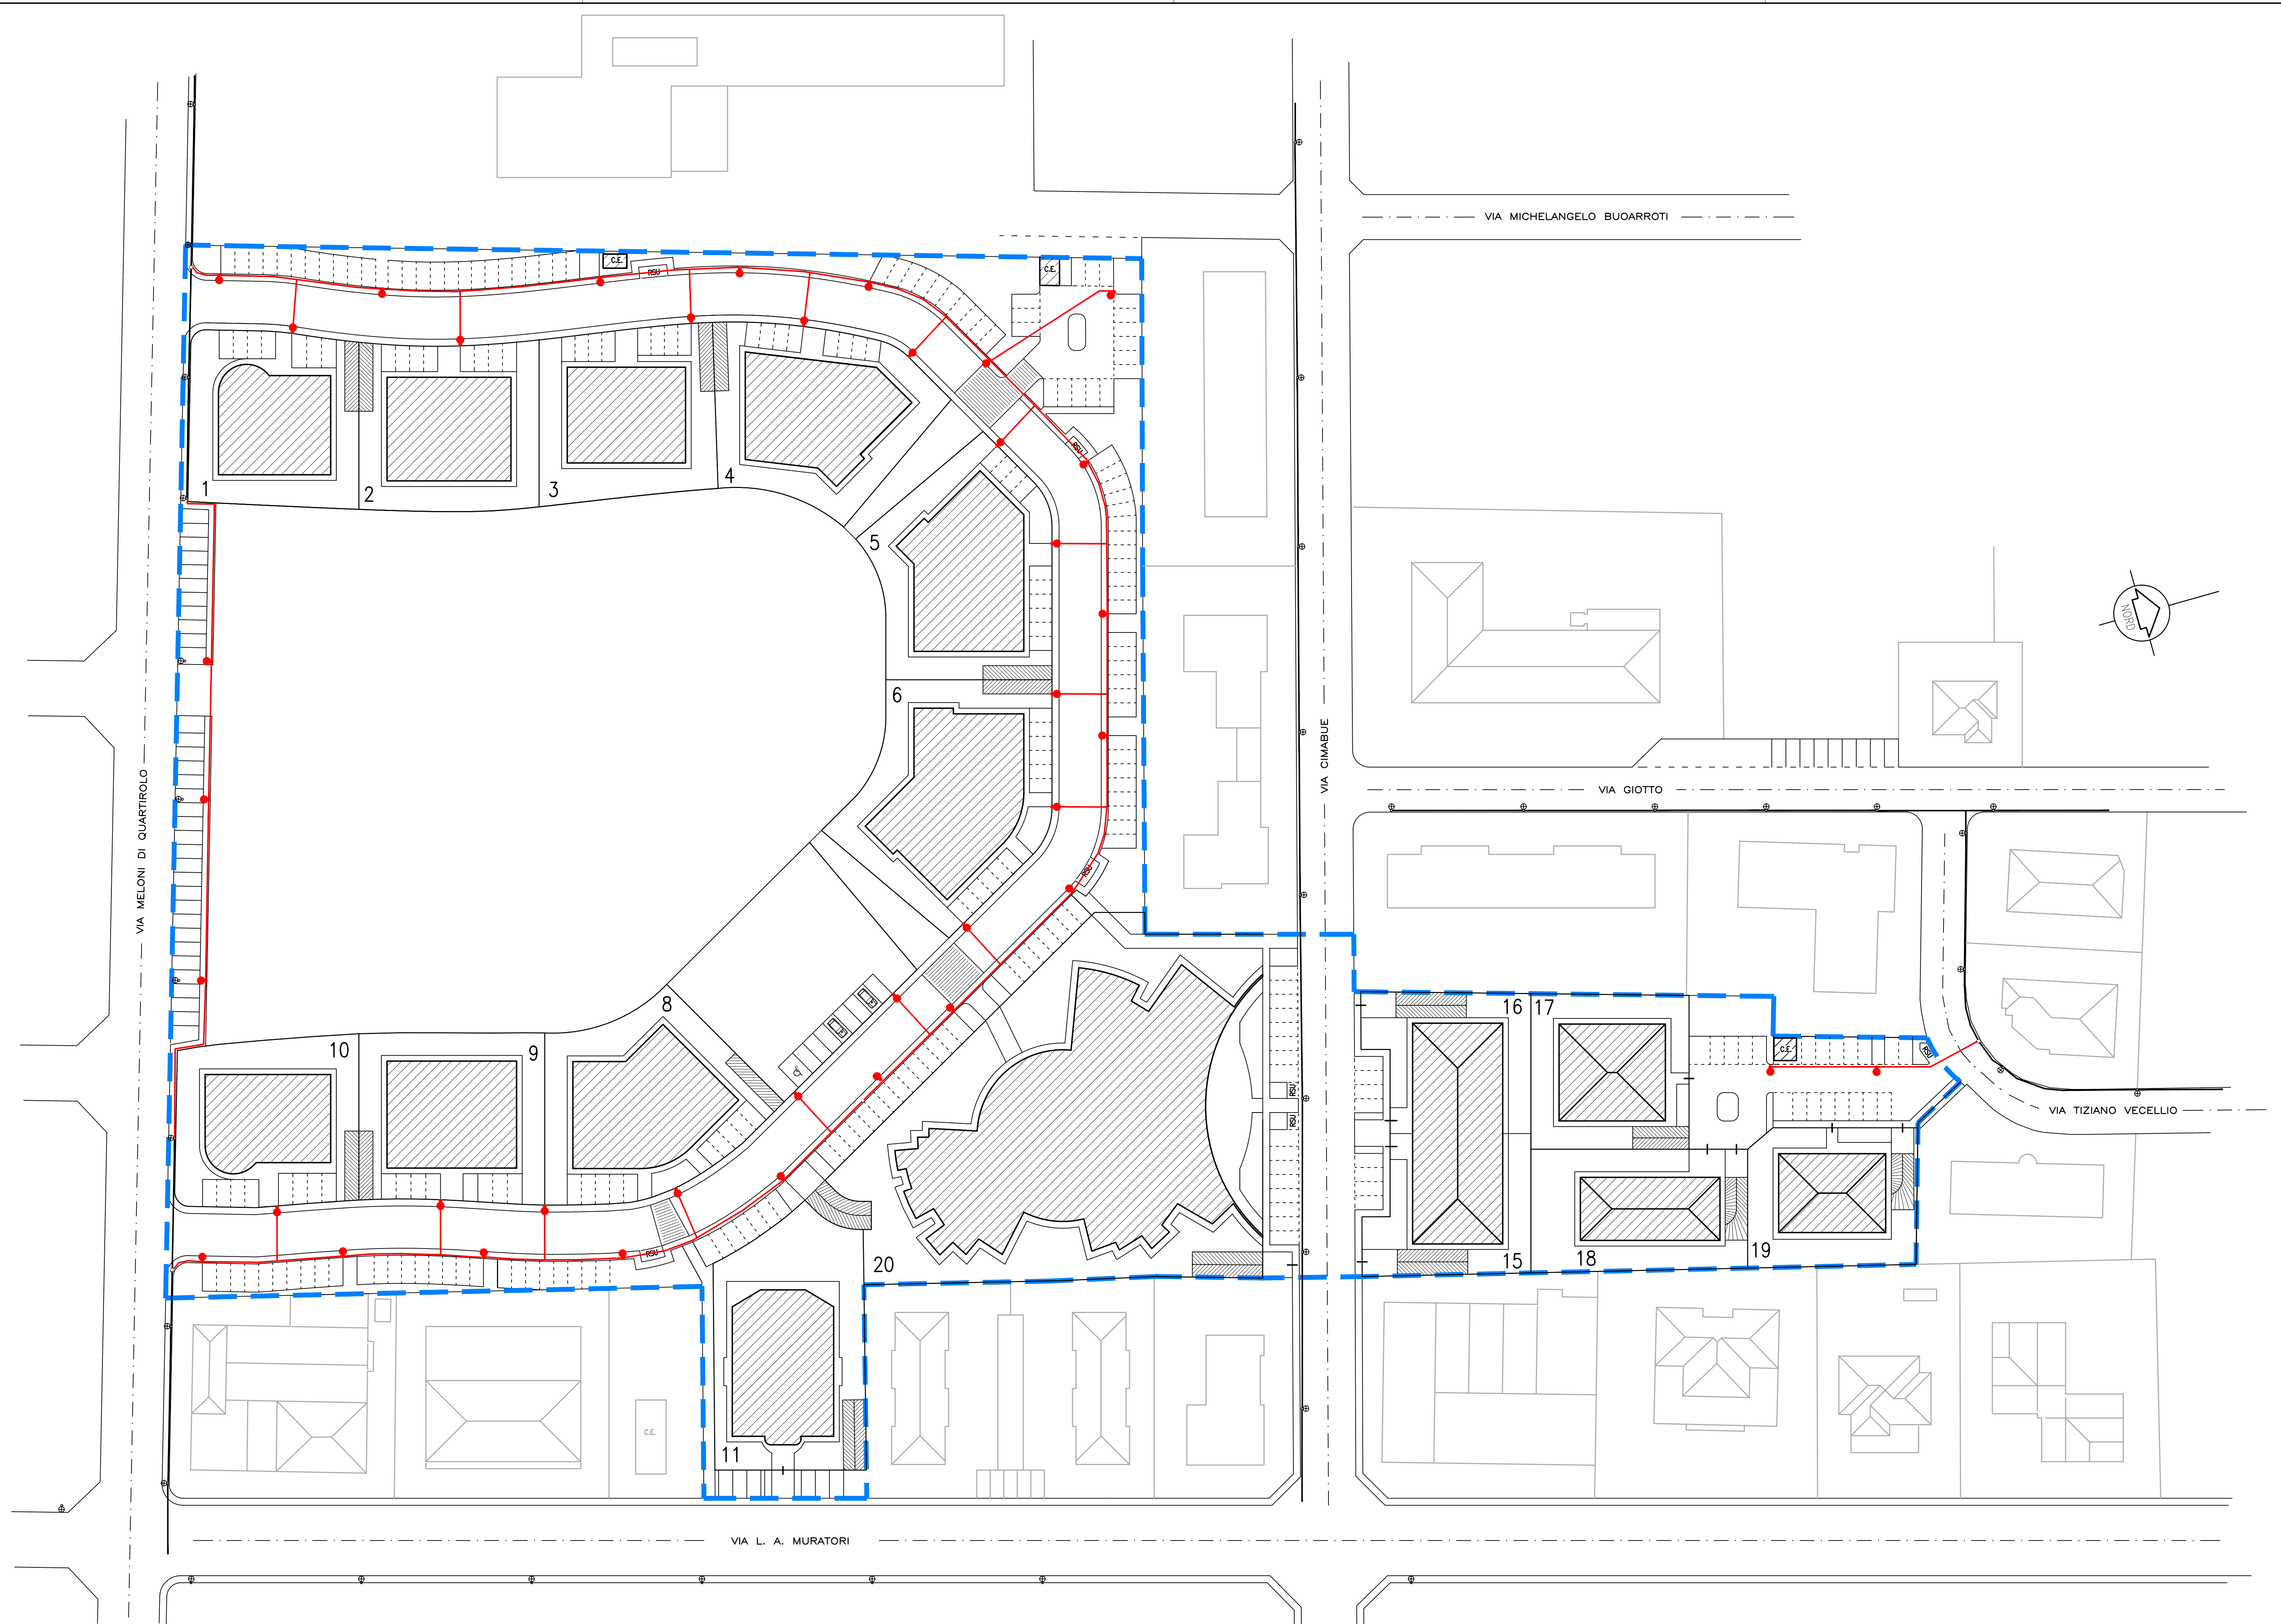 VIA MICHELANGELO BUOARROTI
C.E.
RSU
C.E.
RSU
1
2
3
4
5
6
NORD
VIA MELONI DI QUARTIROLO
VIA CIMABUE
VIA GIOTTO
RSU
8
9
10
16
17
C.E.
RSU
RSU
RSU
VIA TIZIANO VECELLIO
RSU
20
15
18
19
11
C.E.
VIA L. A. MURATORI